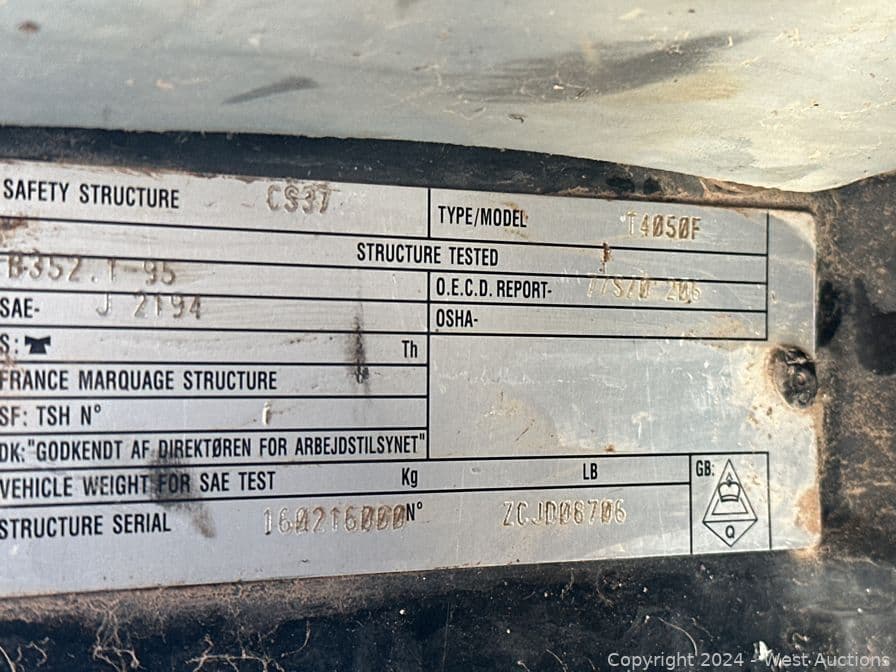 SAFETY STRUCTURE CS37
TYPE/MODEL T4050F
STRUCTURE TESTED
B352.1-95
O.E.C.D. REPORT- 206
SAE- J 2194
OSHA-
S: Th
FRANCE MARQUAGE STRUCTURE
SF: TSH N°
DK:"GODKENDT AF DIREKTØREN FOR ARBEJDSTILSYNET"
VEHICLE WEIGHT FOR SAE TEST Kg LB
GB:
Q
STRUCTURE SERIAL 160216000 N° ZCJD08706
Copyright 2024 - West Auctions